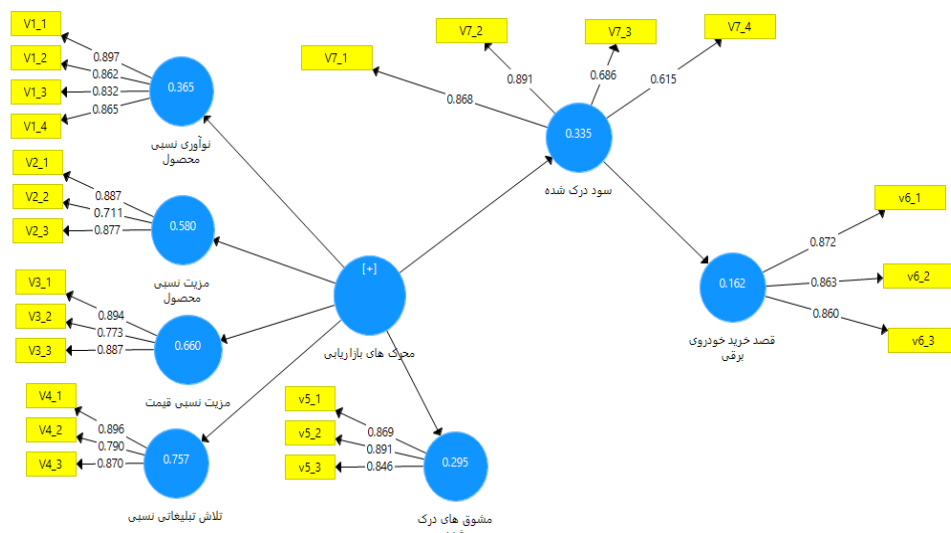 V1_1
V1_2
V1_3
V1_4
0.897
0.862
0.832
0.865
0.365
نوآوری نسبی
محصول
V2_1
V2_2
V2_3
0.887
0.711
0.877
0.580
مزیت نسبی
محصول
V3_1
V3_2
V3_3
0.894
0.773
0.887
0.660
مزیت نسبی قیمت
V4_1
V4_2
V4_3
0.896
0.790
0.870
0.757
تلاش تبلیغاتی نسبی
[+]
محرک های بازاریابی
v5_1
v5_2
v5_3
0.869
0.891
0.846
0.295
مشوق های درک
V7_1
V7_2
V7_3
V7_4
0.868
0.891
0.686
0.615
0.335
سود درک شده
v6_1
v6_2
v6_3
0.872
0.863
0.860
0.162
قصد خرید خودروی
برقی